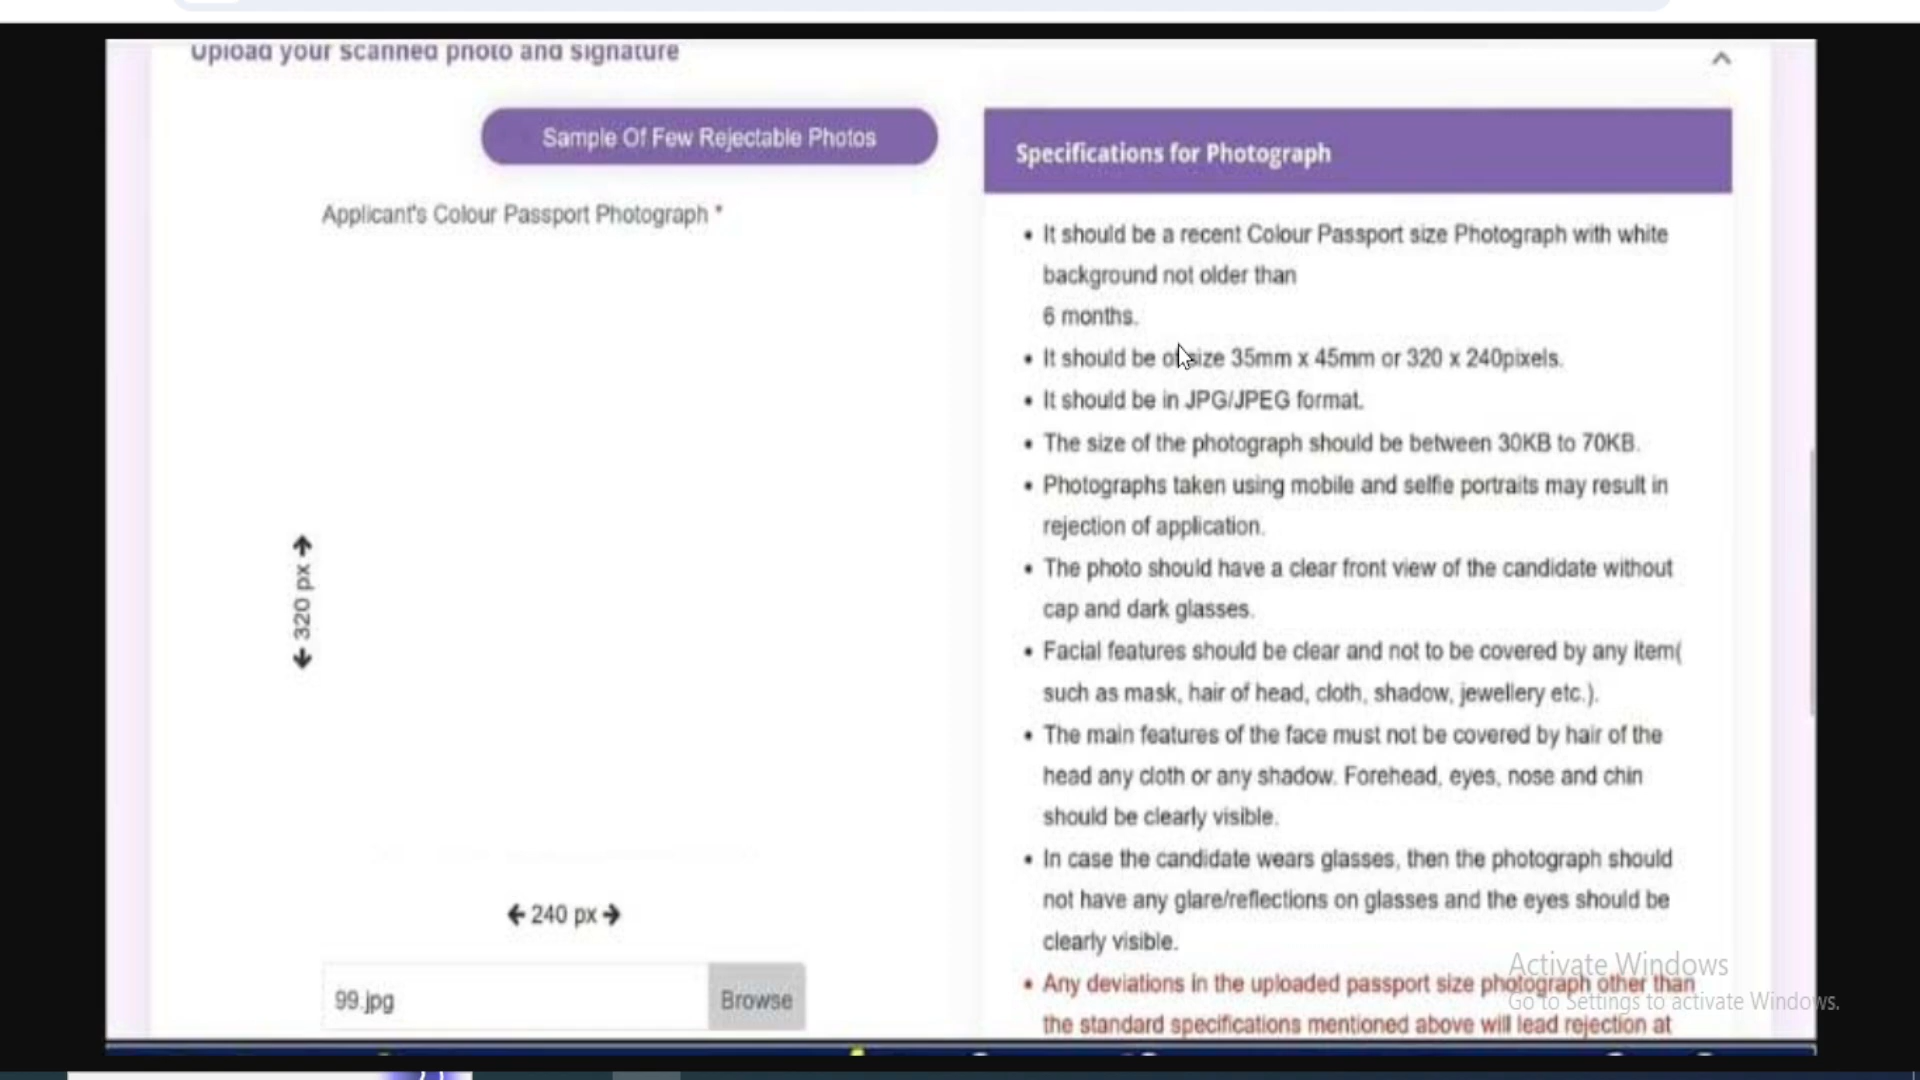 Upload your scanned photo and signature
Sample Of Few Rejectable Photos
Applicant's Colour Passport Photograph *
320 px
240 px
99.jpg
Browse
Specifications for Photograph
• It should be a recent Colour Passport size Photograph with white
background not older than
6 months.
• It should be of size 35mm x 45mm or 320 x 240pixels.
• It should be in JPG/JPEG format.
• The size of the photograph should be between 30KB to 70KB.
• Photographs taken using mobile and selfie portraits may result in
rejection of application.
• The photo should have a clear front view of the candidate without
cap and dark glasses.
• Facial features should be clear and not to be covered by any item(
such as mask, hair of head, cloth, shadow, jewellery etc.).
• The main features of the face must not be covered by hair of the
head any cloth or any shadow. Forehead, eyes, nose and chin
should be clearly visible.
• In case the candidate wears glasses, then the photograph should
not have any glare/reflections on glasses and the eyes should be
clearly visible.
• Any deviations in the uploaded passport size photograph other than
the standard specifications mentioned above will lead rejection at
Activate Windows
Go to Settings to activate Windows.